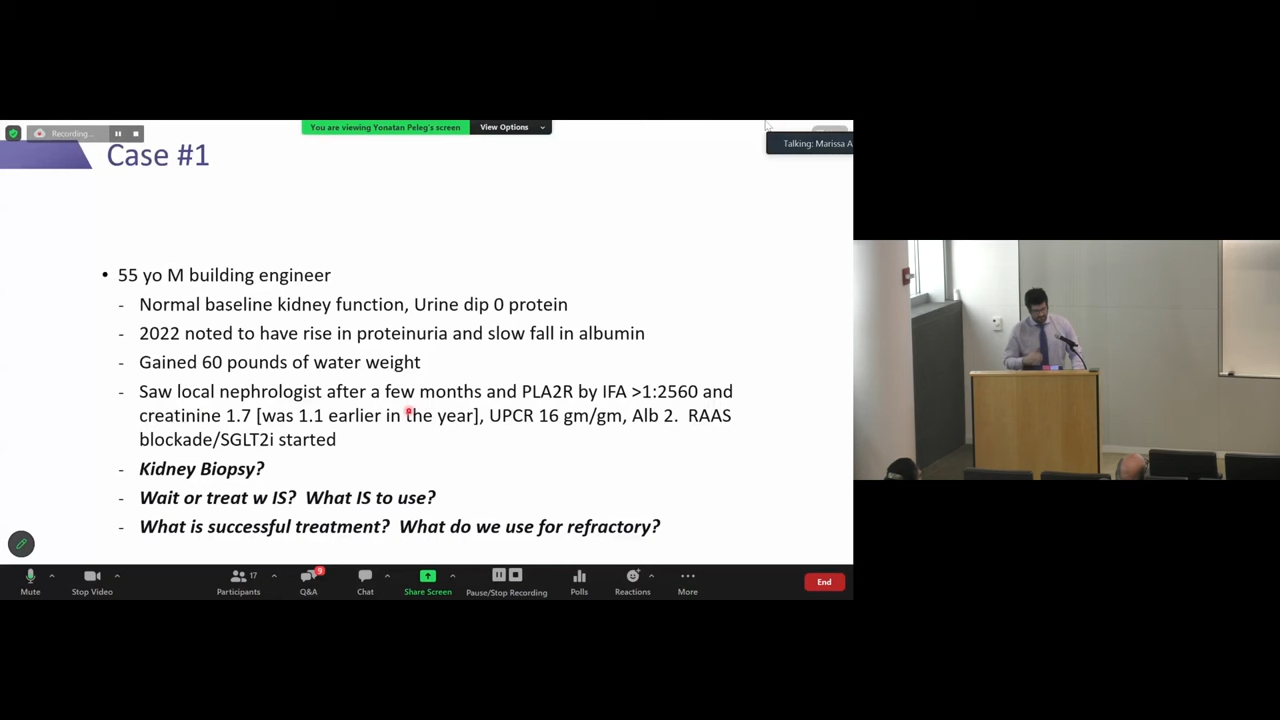 Recording...
You are viewing Yonatan Peleg's screen View Options
Talking: Marissa A
Case #1
• 55 yo M building engineer
- Normal baseline kidney function, Urine dip 0 protein
- 2022 noted to have rise in proteinuria and slow fall in albumin
- Gained 60 pounds of water weight
- Saw local nephrologist after a few months and PLA2R by IFA >1:2560 and
creatinine 1.7 [was 1.1 earlier in the year], UPCR 16 gm/gm, Alb 2. RAAS
blockade/SGLT2i started
- Kidney Biopsy?
- Wait or treat w IS? What IS to use?
- What is successful treatment? What do we use for refractory?
17 9
Mute Stop Video Participants Q&A Chat Share Screen Pause/Stop Recording Polls Reactions More End